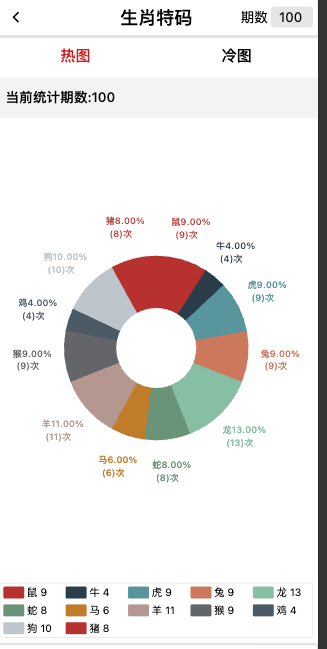 生肖特码
期数 100
热图 冷图
当前统计期数:100
猪8.00%
(8)次
鼠9.00%
(9)次
牛4.00%
(4)次
狗10.00%
(10)次
虎9.00%
(9)次
鸡4.00%
(4)次
猴9.00%
(9)次
兔9.00%
(9)次
羊11.00%
(11)次
龙13.00%
(13)次
马6.00%
(6)次
蛇8.00%
(8)次
鼠 9 牛 4 虎 9 兔 9 龙 13
蛇 8 马 6 羊 11 猴 9 鸡 4
狗 10 猪 8